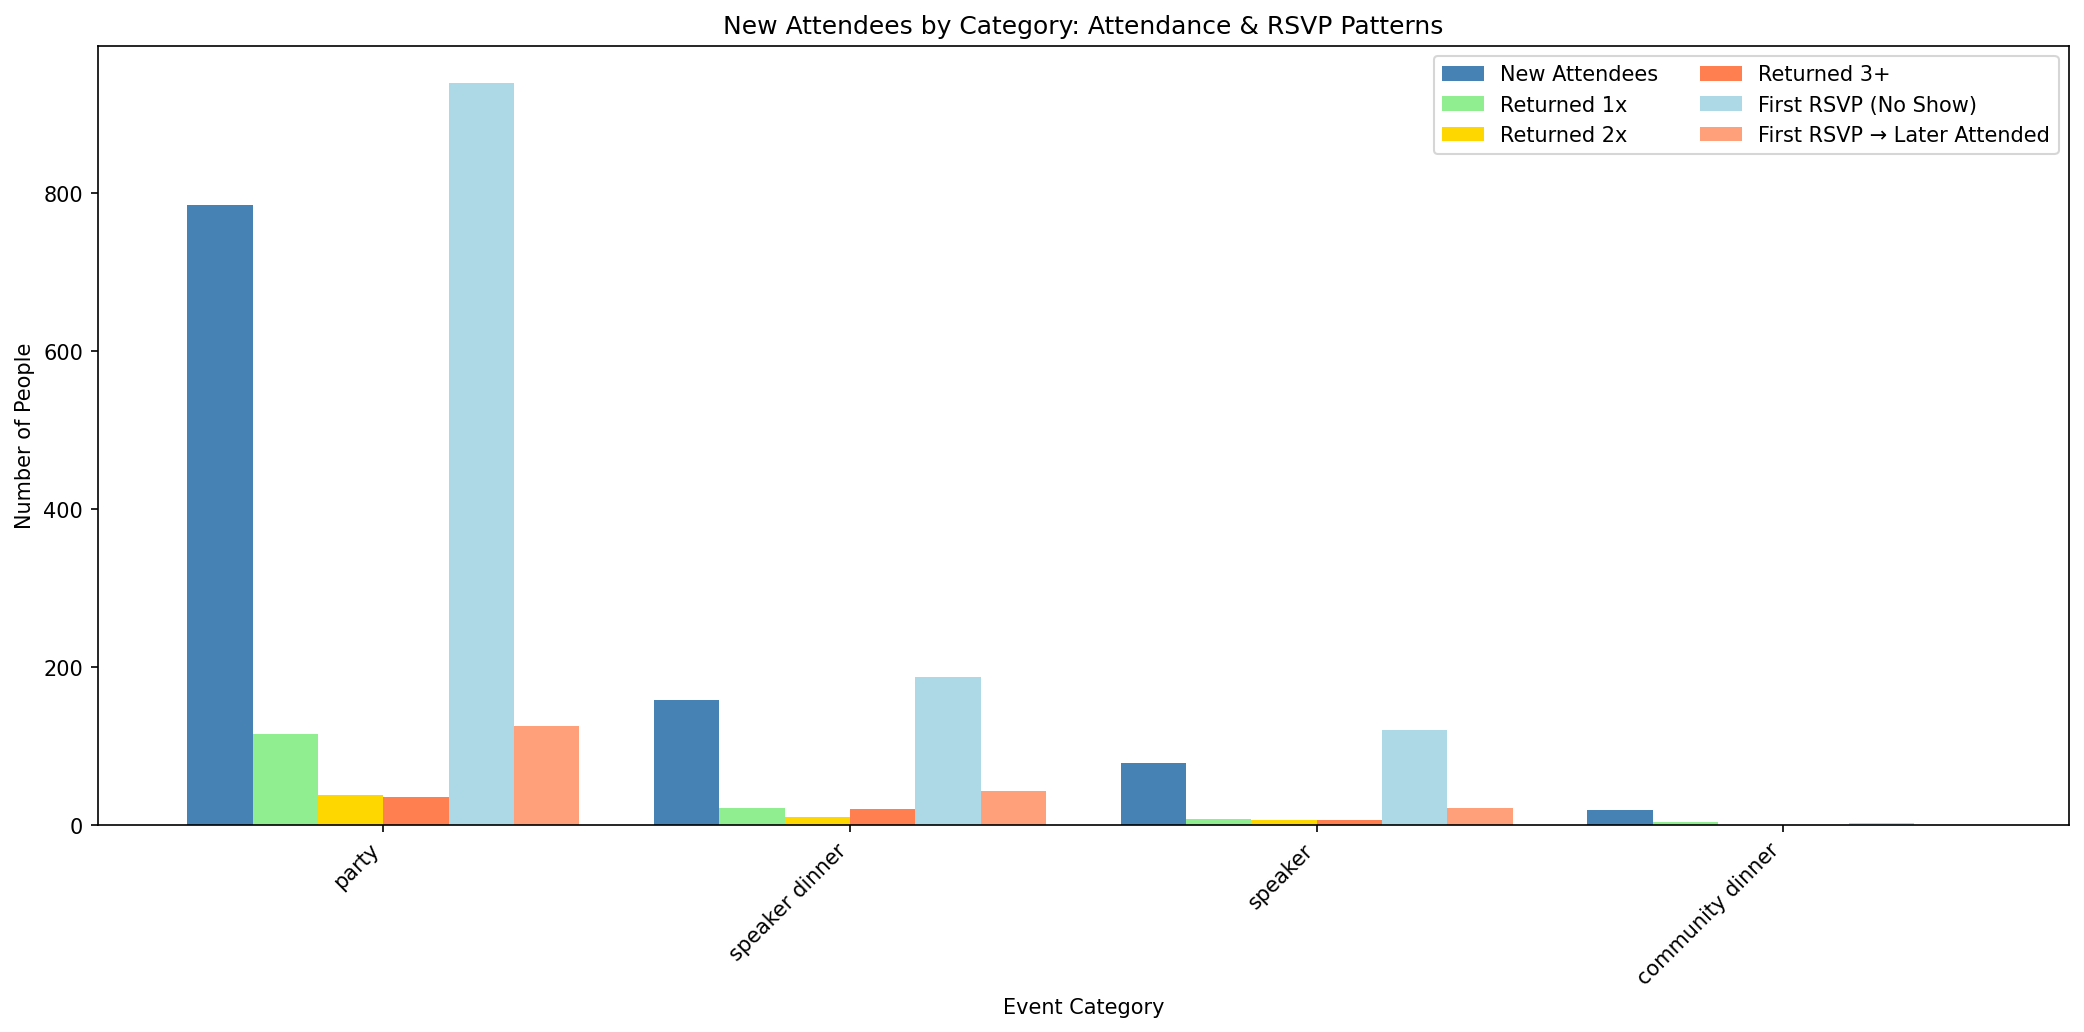 New Attendees by Category: Attendance & RSVP Patterns
New Attendees
Returned 1x
Returned 2x
Returned 3+
First RSVP (No Show)
First RSVP → Later Attended
Number of People
800
600
400
200
0
party
speaker dinner
speaker
community dinner
Event Category